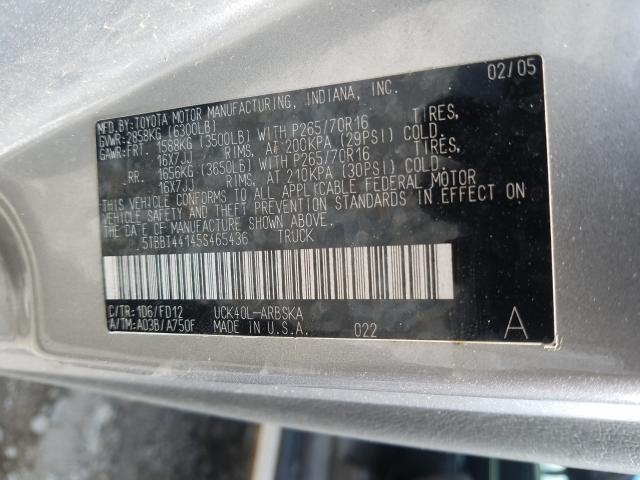 02/05
MFD.BY:TOYOTA MOTOR MANUFACTURING, INDIANA, INC.
GVWR:2858KG (6300LB)
GAWR:FRT. 1588KG (3500LB) WITH P265/70R16 TIRES,
16X7JJ RIMS, AT 200KPA (29PSI) COLD.
RR. 1656KG (3650LB) WITH P265/70R16 TIRES,
16X7JJ RIMS, AT 210KPA (30PSI) COLD.
THIS VEHICLE CONFORMS TO ALL APPLICABLE FEDERAL MOTOR
VEHICLE SAFETY AND THEFT PREVENTION STANDARDS IN EFFECT ON
THE DATE OF MANUFACTURE SHOWN ABOVE.
5TBBT44145S465436 TRUCK
C/TR: 1D6/FD12 UCK40L-ARBSKA
A/TM: A03B/A750F MADE IN U.S.A. 022 A